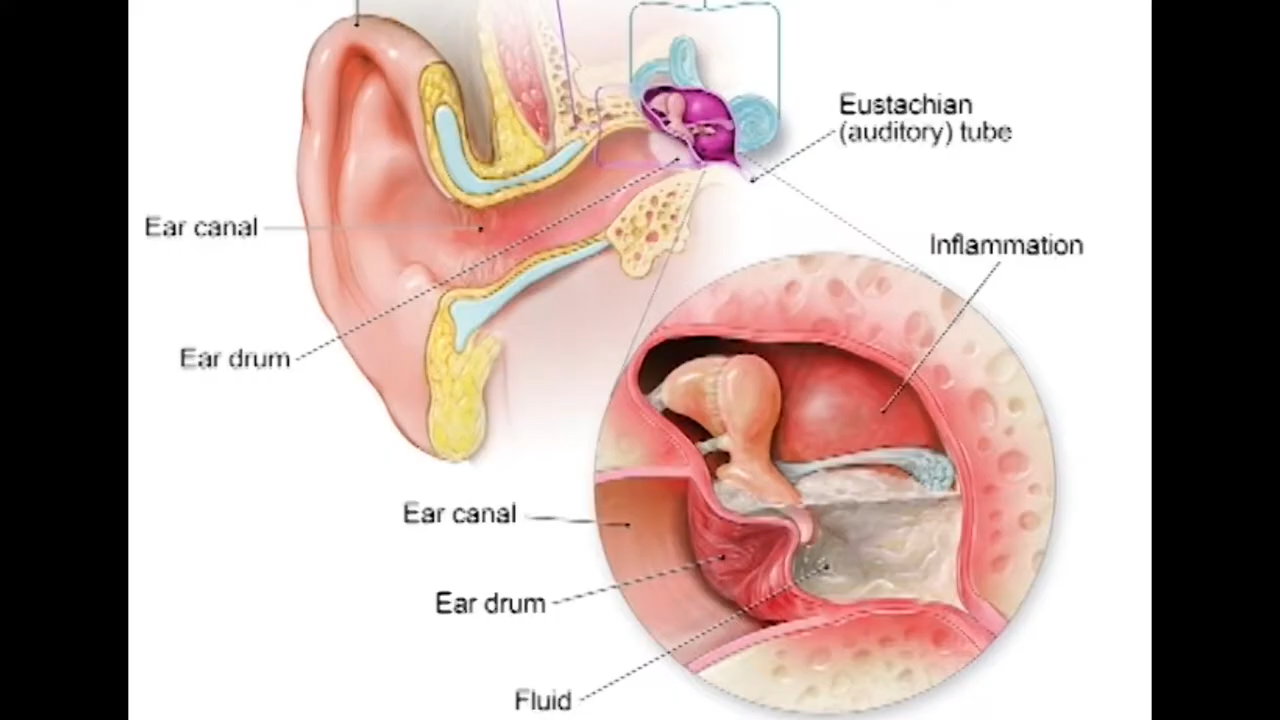 Eustachian
(auditory) tube
Ear canal
Inflammation
Ear drum
Ear canal
Ear drum
Fluid